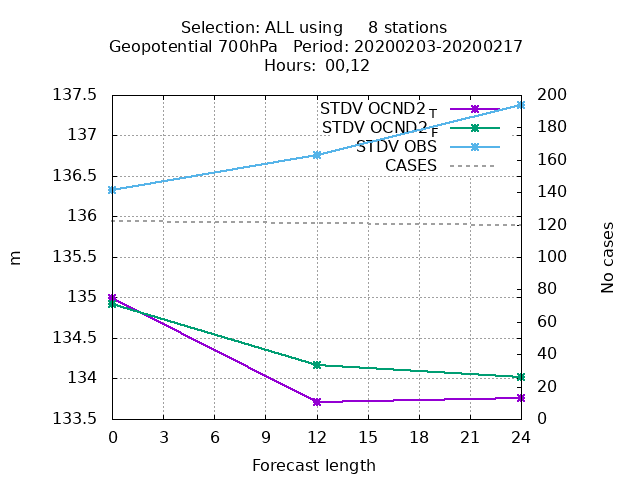 Selection: ALL using     8 stations
Geopotential 700hPa   Period: 20200203-20200217
Hours: 00,12
137.5
137
136.5
136
135.5
135
134.5
134
133.5
m
STDV OCND2 T
STDV OCND2 F
STDV OBS
CASES
200
180
160
140
120
100
80
60
40
20
0
No cases
0 3 6 9 12 15 18 21 24
Forecast length